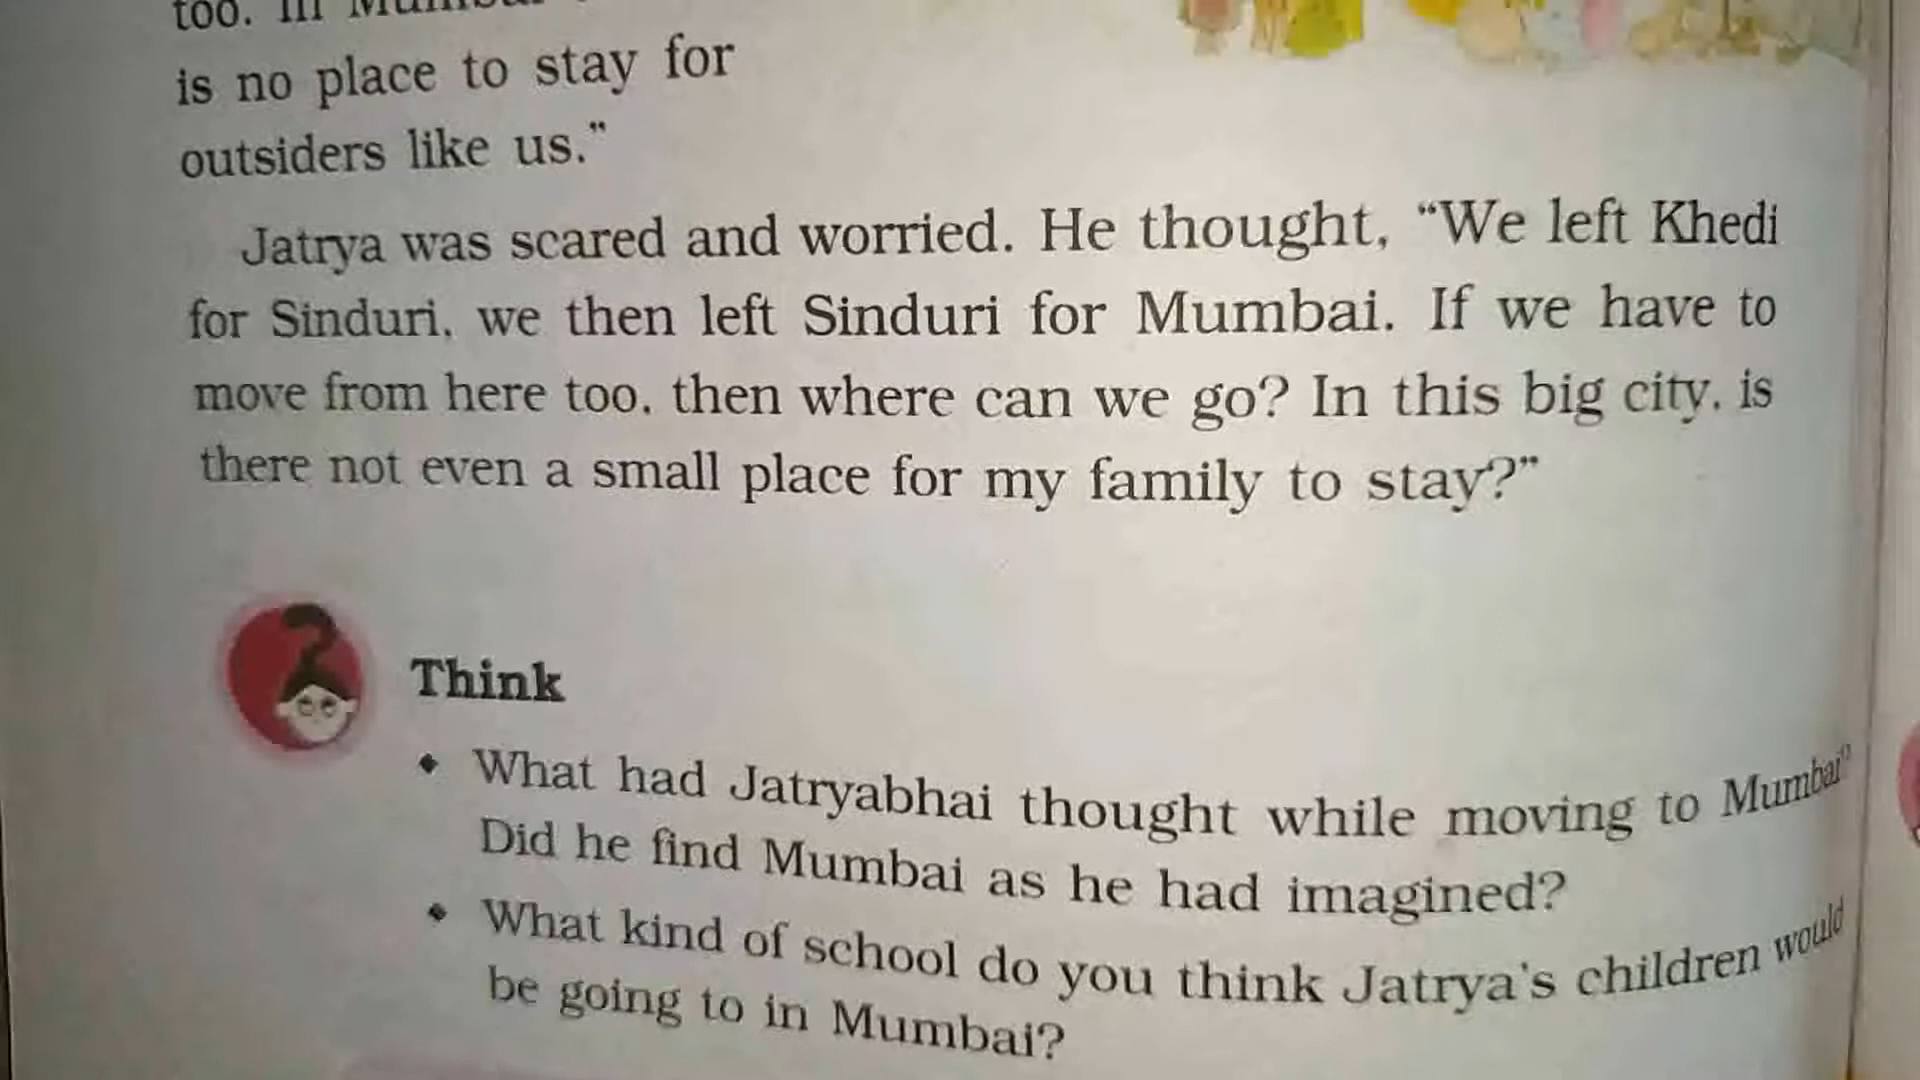 too. In Mumbai
is no place to stay for
outsiders like us."
Jatrya was scared and worried. He thought, "We left Khedi
for Sinduri, we then left Sinduri for Mumbai. If we have to
move from here too, then where can we go? In this big city, is
there not even a small place for my family to stay?"
Think
• What had Jatryabhai thought while moving to Mumbai?
Did he find Mumbai as he had imagined?
• What kind of school do you think Jatrya's children would
be going to in Mumbai?